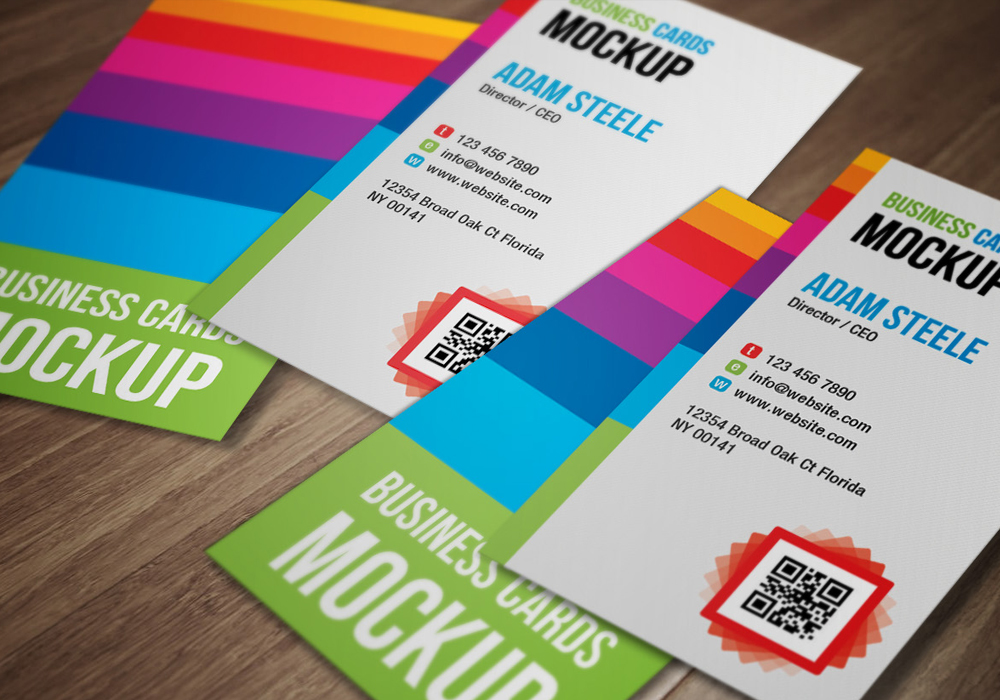 BUSINESS CARDS
MOCKUP
ADAM STEELE
Director / CEO
t 123 456 7890
e info@website.com
w www.website.com
12354 Broad Oak Ct Florida
NY 00141
BUSINESS CARDS
MOCKUP
BUSINESS CA
MOCKUP
ADAM STEELE
Director / CEO
t 123 456 7890
e info@website.com
w www.website.com
12354 Broad Oak Ct Florida
NY 00141
BUSINESS CARDS
MOCKUP